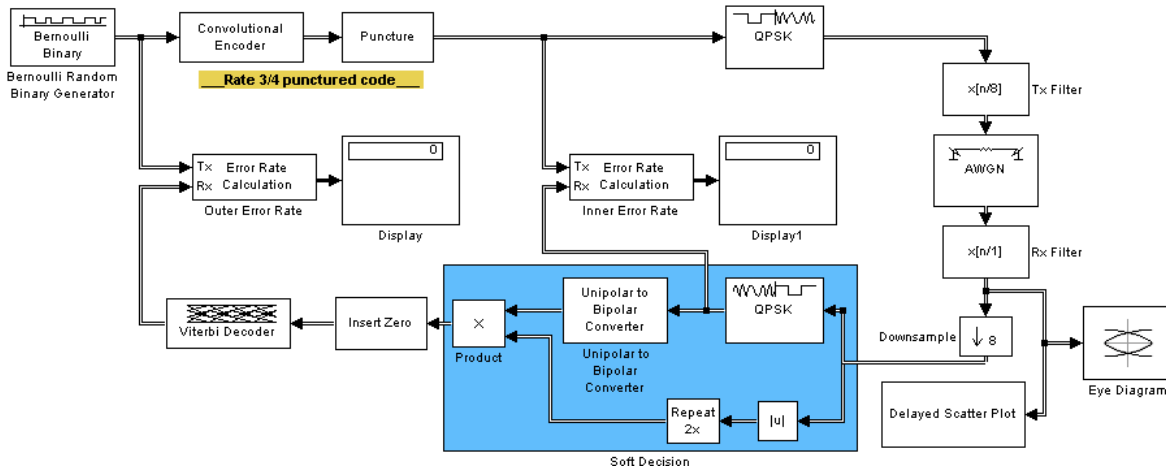 Bernoulli
Binary
Bernoulli Random
Binary Generator
Convolutional
Encoder
Puncture
___Rate 3/4 punctured code___
QPSK
x[n/8]
Tx Filter
AWGN
x[n/1]
Rx Filter
Tx
Rx
Error Rate
Calculation
Outer Error Rate
0
Display
Tx
Rx
Error Rate
Calculation
Inner Error Rate
0
Display1
Viterbi Decoder
Insert Zero
X
Product
Unipolar to
Bipolar
Converter
Unipolar to
Bipolar
Converter
QPSK
Repeat
2x
|u|
Soft Decision
Downsample
↓ 8
Eye Diagram
Delayed Scatter Plot